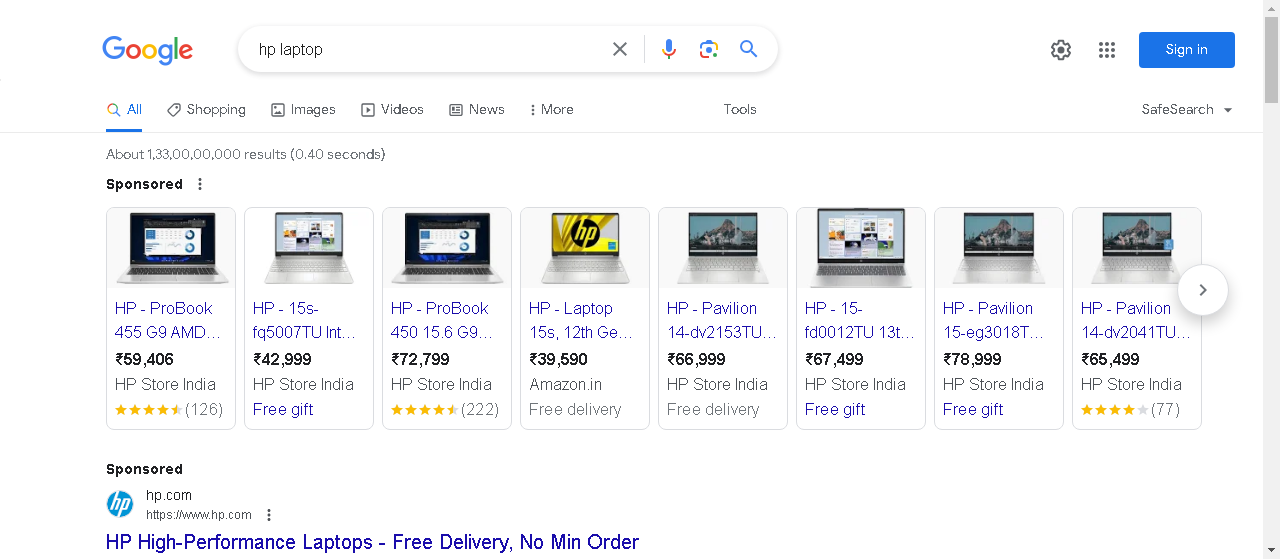 Google
hp laptop
Sign in
All Shopping Images Videos News More Tools SafeSearch
About 1,33,00,00,000 results (0.40 seconds)
Sponsored
HP - ProBook
455 G9 AMD...
₹59,406
HP Store India
(126)
HP - 15s-
fq5007TU Int...
₹42,999
HP Store India
Free gift
HP - ProBook
450 15.6 G9...
₹72,799
HP Store India
(222)
hp
HP - Laptop
15s, 12th Ge...
₹39,590
Amazon.in
Free delivery
HP - Pavilion
14-dv2153TU...
₹66,999
HP Store India
Free delivery
HP - 15-
fd0012TU 13t...
₹67,499
HP Store India
Free gift
HP - Pavilion
15-eg3018T...
₹78,999
HP Store India
Free gift
HP - Pavilion
14-dv2041TU...
₹65,499
HP Store India
(77)
Sponsored
hp
hp.com
https://www.hp.com
HP High-Performance Laptops - Free Delivery, No Min Order